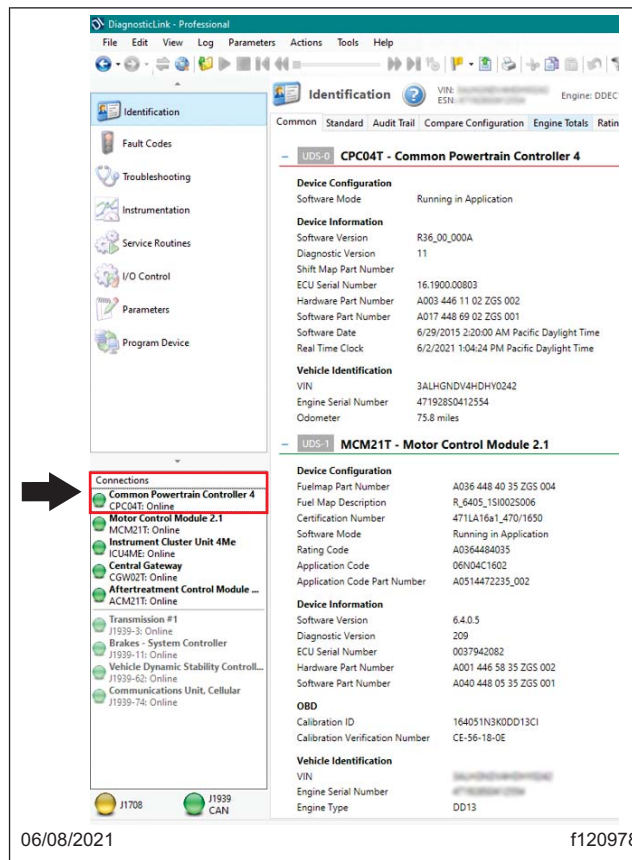 DiagnosticLink - Professional
File Edit View Log Parameters Actions Tools Help
Identification
VIN:
ESN:
Engine: DDEC
Identification
Fault Codes
Troubleshooting
Instrumentation
Service Routines
I/O Control
Parameters
Program Device
Connections
Common Powertrain Controller 4
CPC04T: Online
Motor Control Module 2.1
MCM21T: Online
Instrument Cluster Unit 4Me
ICU4ME: Online
Central Gateway
CGW02T: Online
Aftertreatment Control Module ...
ACM21T: Online
Transmission #1
J1939-3: Online
Brakes - System Controller
J1939-11: Online
Vehicle Dynamic Stability Controll...
J1939-62: Online
Communications Unit, Cellular
J1939-74: Online
J1708
J1939
CAN
Common Standard Audit Trail Compare Configuration Engine Totals Ratin
UDS-0 CPC04T - Common Powertrain Controller 4
Device Configuration
Software Mode Running in Application
Device Information
Software Version R36_00_000A
Diagnostic Version 11
Shift Map Part Number
ECU Serial Number 16.1900.00803
Hardware Part Number A003 446 11 02 ZGS 002
Software Part Number A017 448 69 02 ZGS 001
Software Date 6/29/2015 2:20:00 AM Pacific Daylight Time
Real Time Clock 6/2/2021 1:04:24 PM Pacific Daylight Time
Vehicle Identification
VIN 3ALHGNDV4HDHY0242
Engine Serial Number 471928S0412554
Odometer 75.8 miles
UDS-1 MCM21T - Motor Control Module 2.1
Device Configuration
Fuelmap Part Number A036 448 40 35 ZGS 004
Fuel Map Description R_6405_1SI002S006
Certification Number 471LA16a1_470/1650
Software Mode Running in Application
Rating Code A0364484035
Application Code 06N04C1602
Application Code Part Number A0514472235_002
Device Information
Software Version 6.4.0.5
Diagnostic Version 209
ECU Serial Number 0037942082
Hardware Part Number A001 446 58 35 ZGS 002
Software Part Number A040 448 05 35 ZGS 001
OBD
Calibration ID 164051N3K0DD13CI
Calibration Verification Number CE-56-18-0E
Vehicle Identification
VIN
Engine Serial Number
Engine Type DD13
06/08/2021 f120978